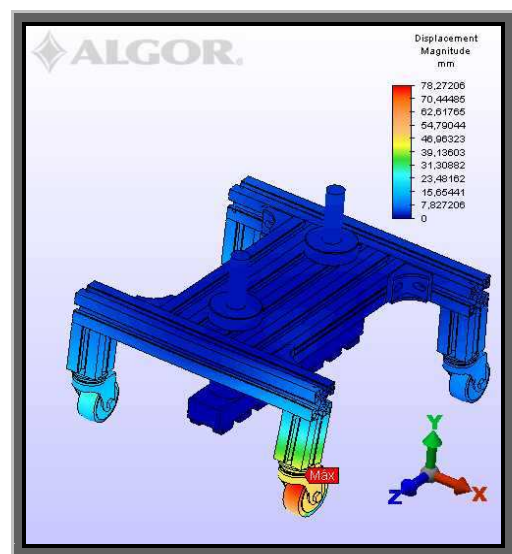 ALGOR.
Displacement
Magnitude
mm
78,27206
70,44485
62,61765
54,79044
46,96323
39,13603
31,30882
23,48162
15,65441
7,827206
0
Máx
Y
Z
X